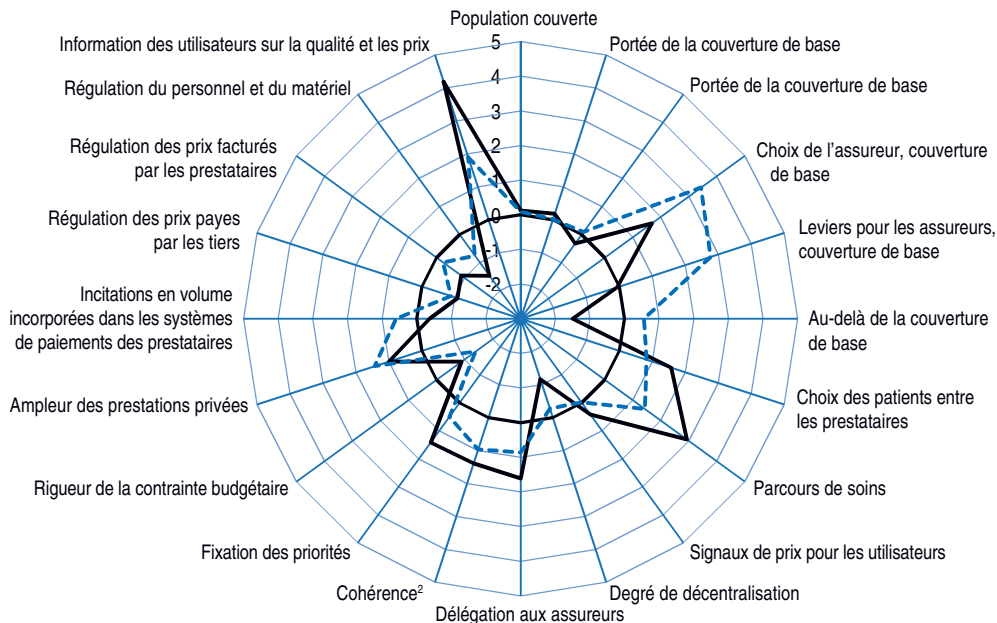 Population couverte
Portée de la couverture de base
Portée de la couverture de base
Choix de l'assureur, couverture
de base
Leviers pour les assureurs,
couverture de base
Au-delà de la couverture
de base
Choix des patients entre
les prestataires
Parcours de soins
Signaux de prix pour les utilisateurs
Degré de décentralisation
Délégation aux assureurs
Cohérence²
Fixation des priorités
Rigueur de la contrainte budgétaire
Ampleur des prestations privées
Incitations en volume
incorporées dans les systèmes
de paiements des prestataires
Régulation des prix payes
par les tiers
Régulation des prix facturés
par les prestataires
Régulation du personnel et du matériel
Information des utilisateurs sur la qualité et les prix
5
4
3
2
1
0
-1
-2